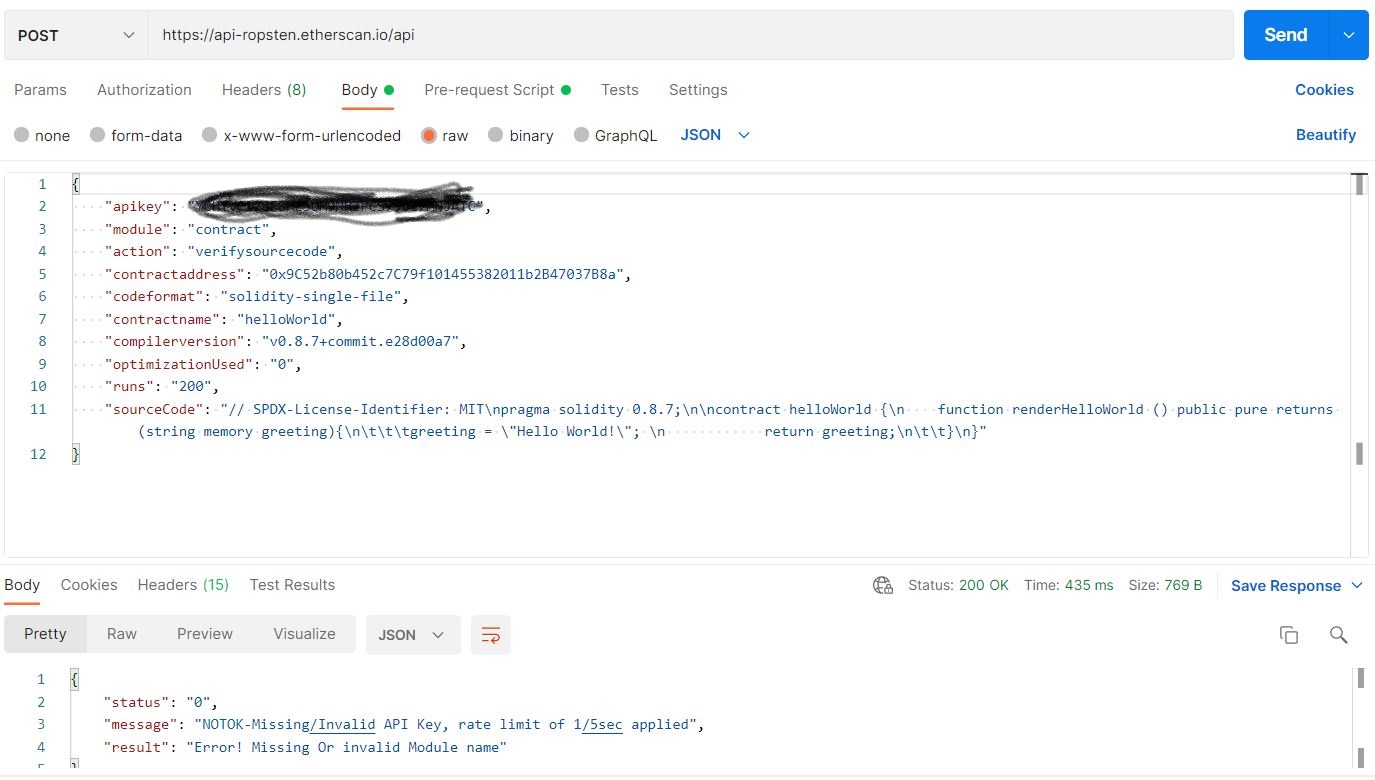 POST https://api-ropsten.etherscan.io/api Send
Params Authorization Headers (8) Body Pre-request Script Tests Settings Cookies
none form-data x-www-form-urlencoded raw binary GraphQL JSON Beautify
1 {
2 "apikey": ",
3 "module": "contract",
4 "action": "verifysourcecode",
5 "contractaddress": "0x9C52b80b452c7C79f101455382011b2B47037B8a",
6 "codeformat": "solidity-single-file",
7 "contractname": "helloWorld",
8 "compilerversion": "v0.8.7+commit.e28d00a7",
9 "optimizationUsed": "0",
10 "runs": "200",
11 "sourceCode": "// SPDX-License-Identifier: MIT\npragma solidity 0.8.7;\n\ncontract helloWorld {\n    function renderHelloWorld () public pure returns
(string memory greeting){\n\t\t\tgreeting = \"Hello World!\"; \n            return greeting;\n\t\t}\n}"
12 }
Body Cookies Headers (15) Test Results Status: 200 OK Time: 435 ms Size: 769 B Save Response
Pretty Raw Preview Visualize JSON
1 {
2 "status": "0",
3 "message": "NOTOK-Missing/Invalid API Key, rate limit of 1/5sec applied",
4 "result": "Error! Missing Or invalid Module name"
5 }